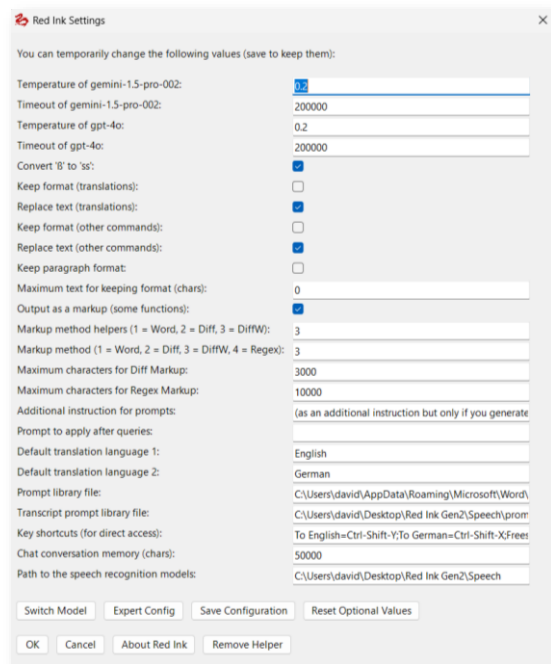 Red Ink Settings
You can temporarily change the following values (save to keep them):
Temperature of gemini-1.5-pro-002: 0.2
Timeout of gemini-1.5-pro-002: 200000
Temperature of gpt-4o: 0.2
Timeout of gpt-4o: 200000
Convert 'ß' to 'ss':
Keep format (translations):
Replace text (translations):
Keep format (other commands):
Replace text (other commands):
Keep paragraph format:
Maximum text for keeping format (chars): 0
Output as a markup (some functions):
Markup method helpers (1 = Word, 2 = Diff, 3 = DiffW): 3
Markup method (1 = Word, 2 = Diff, 3 = DiffW, 4 = Regex): 3
Maximum characters for Diff Markup: 3000
Maximum characters for Regex Markup: 10000
Additional instruction for prompts: (as an additional instruction but only if you generate
Prompt to apply after queries:
Default translation language 1: English
Default translation language 2: German
Prompt library file: C:\Users\david\AppData\Roaming\Microsoft\Word\
Transcript prompt library file: C:\Users\david\Desktop\Red Ink Gen2\Speech\prom
Key shortcuts (for direct access): To English=Ctrl-Shift-Y;To German=Ctrl-Shift-X;Frees
Chat conversation memory (chars): 50000
Path to the speech recognition models: C:\Users\david\Desktop\Red Ink Gen2\Speech
Switch Model Expert Config Save Configuration Reset Optional Values
OK Cancel About Red Ink Remove Helper